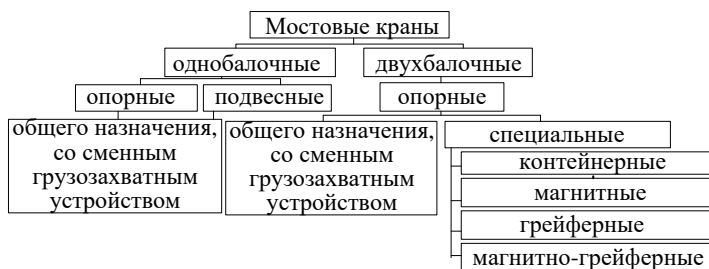 Мостовые краны
однобалочные
двухбалочные
опорные
подвесные
опорные
общего назначения,
со сменным
грузозахватным
устройством
общего назначения,
со сменным
грузозахватным
устройством
специальные
контейнерные
магнитные
грейферные
магнитно-грейферные